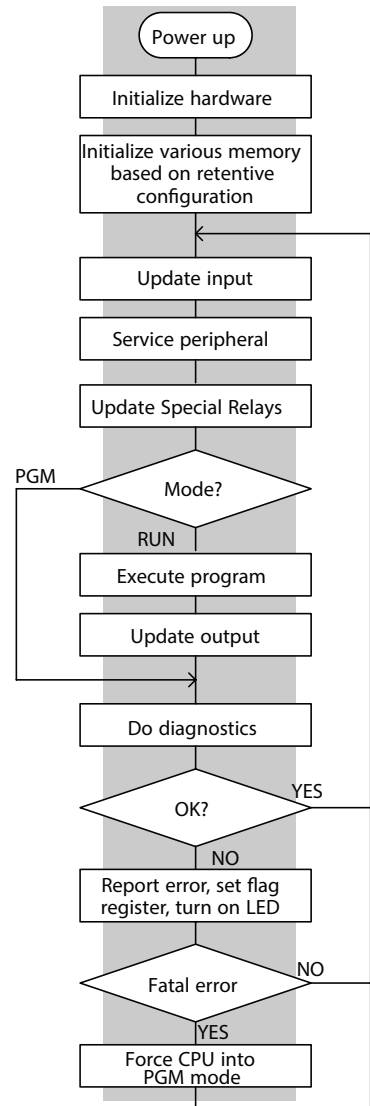 Power up
Initialize hardware
Initialize various memory
based on retentive
configuration
Update input
Service peripheral
Update Special Relays
PGM
Mode?
RUN
Execute program
Update output
Do diagnostics
YES
OK?
NO
Report error, set flag
register, turn on LED
NO
Fatal error
YES
Force CPU into
PGM mode